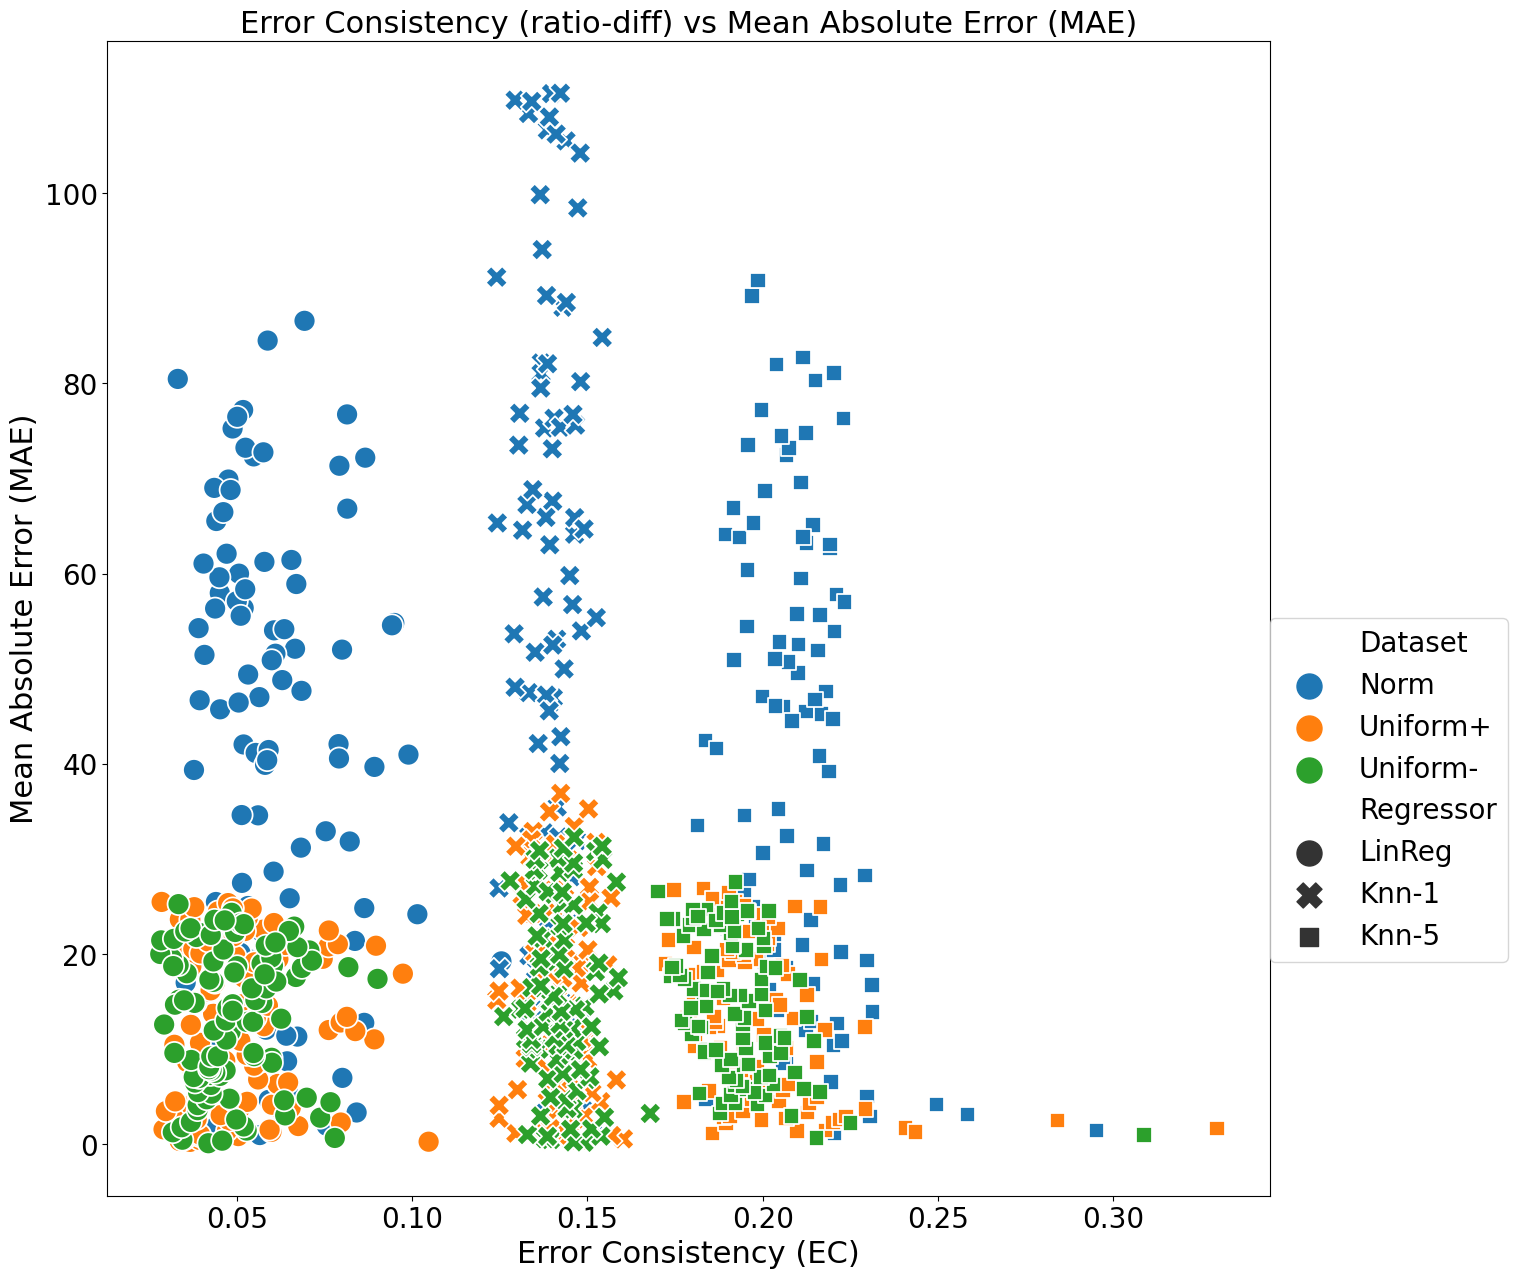 Error Consistency (ratio-diff) vs Mean Absolute Error (MAE)
Mean Absolute Error (MAE)
100
80
60
40
20
0
0.05 0.10 0.15 0.20 0.25 0.30
Error Consistency (EC)
Dataset
Norm
Uniform+
Uniform-
Regressor
LinReg
Knn-1
Knn-5